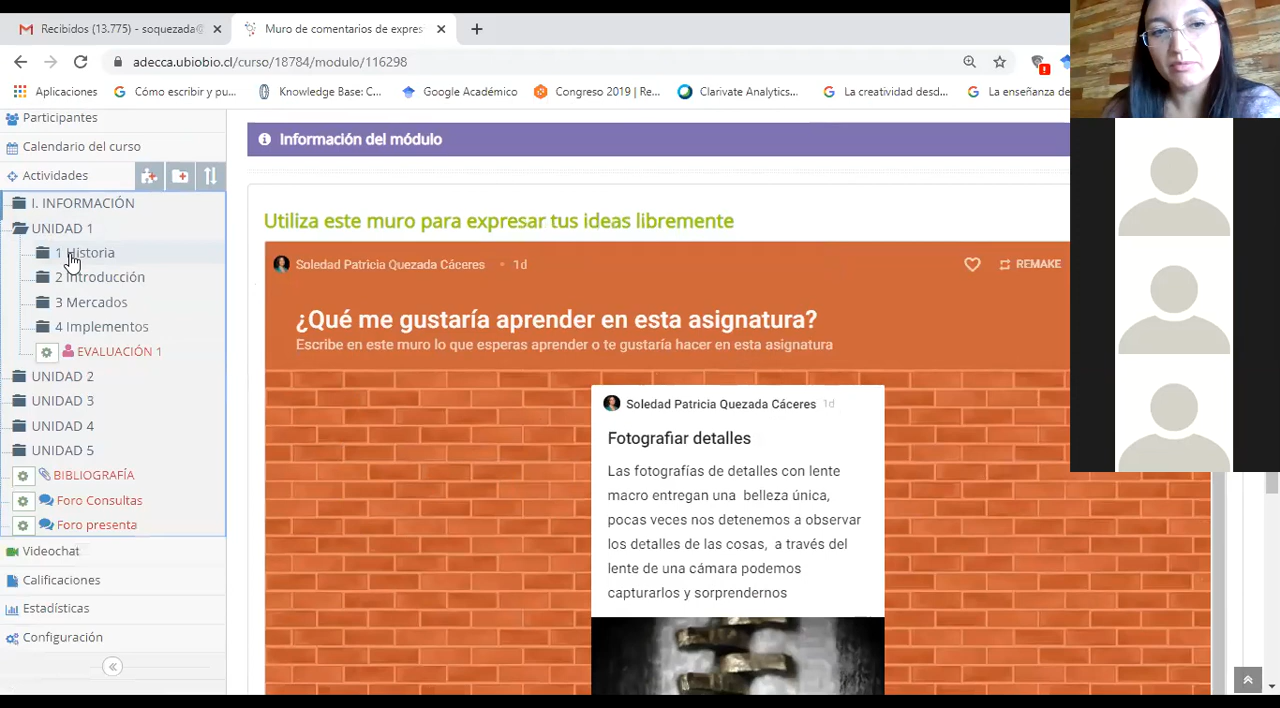 Recibidos (13.775) - soquezada@
Muro de comentarios de expres
adecca.ubiobio.cl/curso/18784/modulo/116298
Aplicaciones
Cómo escribir y pu...
Knowledge Base: C...
Google Académico
Congreso 2019 | Re...
Clarivate Analytics...
La creatividad desd...
La enseñanza de
Participantes
Calendario del curso
Actividades
I. INFORMACIÓN
UNIDAD 1
1 Historia
2 Introducción
3 Mercados
4 Implementos
EVALUACIÓN 1
UNIDAD 2
UNIDAD 3
UNIDAD 4
UNIDAD 5
BIBLIOGRAFÍA
Foro Consultas
Foro presenta
Videochat
Calificaciones
Estadísticas
Configuración
Información del módulo
Utiliza este muro para expresar tus ideas libremente
Soledad Patricia Quezada Cáceres • 1d
REMAKE
¿Qué me gustaría aprender en esta asignatura?
Escribe en este muro lo que esperas aprender o te gustaría hacer en esta asignatura
Soledad Patricia Quezada Cáceres 1d
Fotografiar detalles
Las fotografías de detalles con lente
macro entregan una belleza única,
pocas veces nos detenemos a observar
los detalles de las cosas, a través del
lente de una cámara podemos
capturarlos y sorprendernos